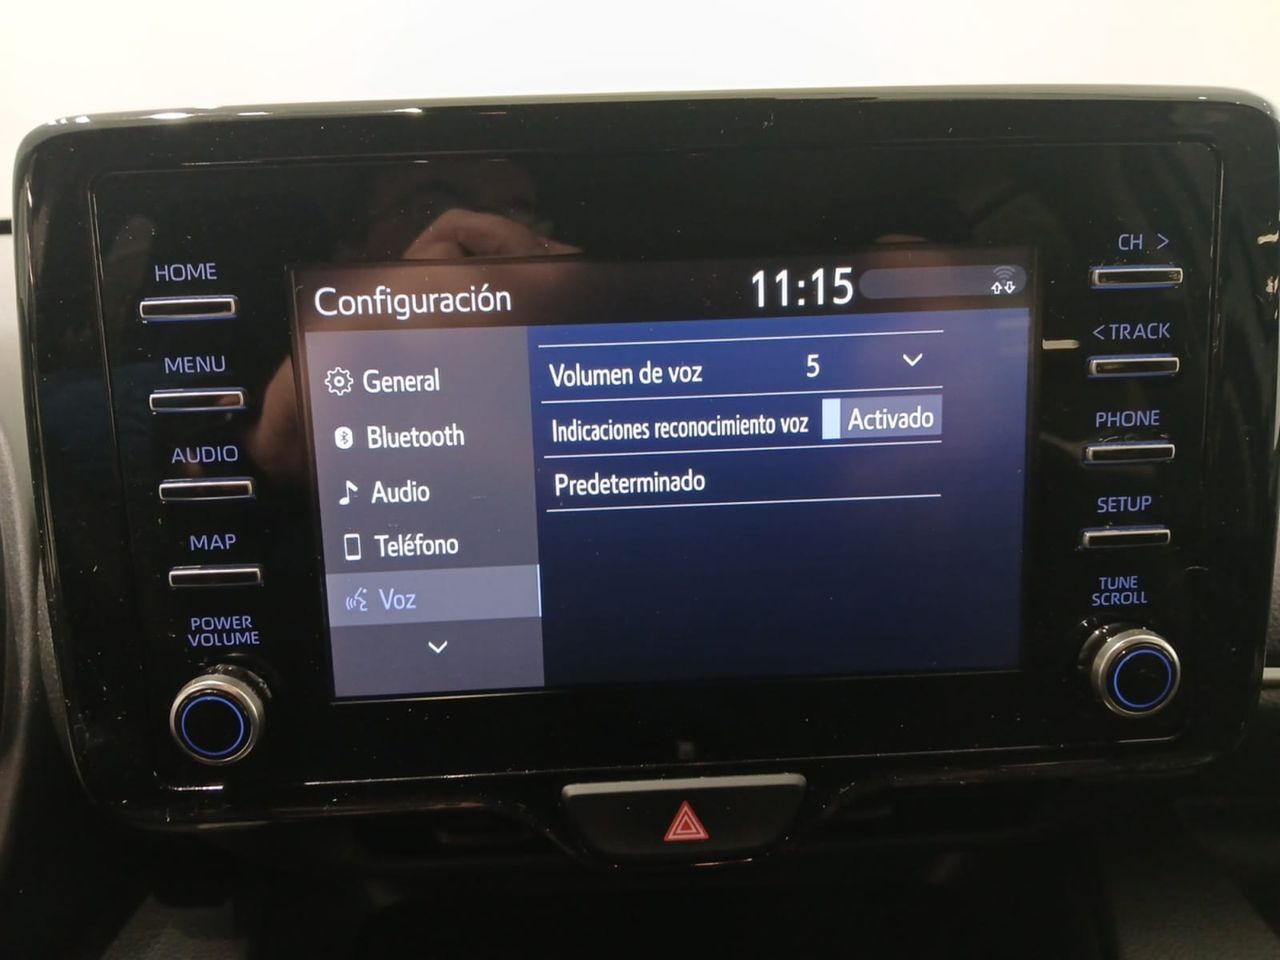 HOME
MENU
AUDIO
MAP
POWER
VOLUME
Configuración 11:15
General
Bluetooth
Audio
Teléfono
Voz
Volumen de voz 5
Indicaciones reconocimiento voz Activado
Predeterminado
CH >
< TRACK
PHONE
SETUP
TUNE
SCROLL